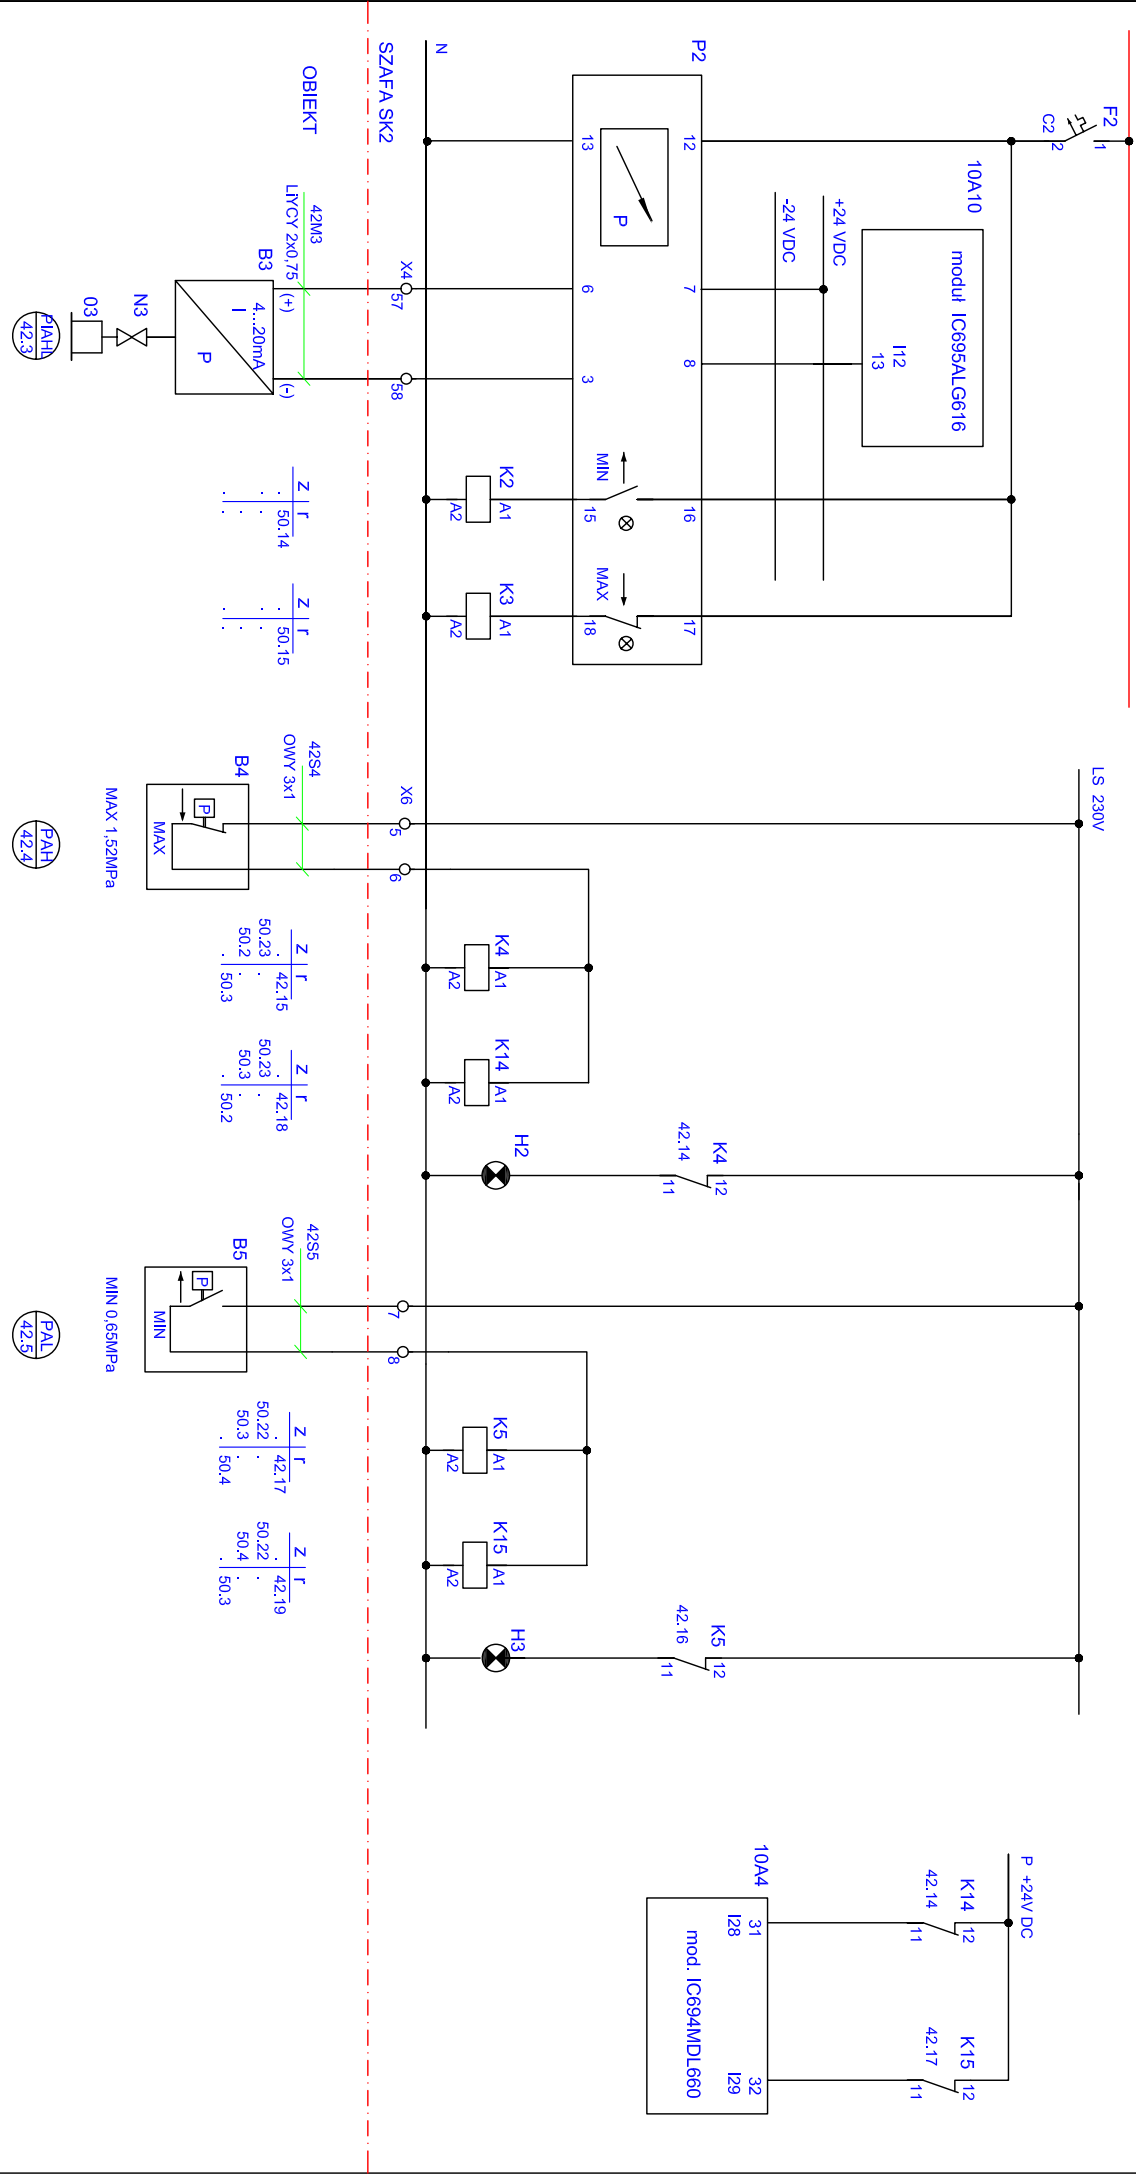 F2
1
2
C2
10A10
moduł IC695ALG616
I12
13
+24 VDC
-24 VDC
P2
12
7
8
16
17
P
MIN
MAX
13
6
3
15
18
N
SZAFA SK2
OBIEKT
X4
57
58
42M3
LiYCY 2x0,75
B3
(+)
(-)
4...20mA
I
P
N3
03
PIAHL
42.3
K2
A1
A2
K3
A1
A2
z r
50.14
z r
50.15
LS 230V
X6
5
6
42S4
OWY 3x1
B4
P
MAX
MAX 1,52MPa
PAH
42.4
K4
A1
A2
K14
A1
A2
z r
42.15
50.23
50.2
50.3
z r
42.18
50.23
50.3
50.2
K4
42.14
12
11
H2
7
8
42S5
OWY 3x1
B5
P
MIN
MIN 0,65MPa
PAL
42.5
K5
A1
A2
K15
A1
A2
z r
42.17
50.22
50.3
50.4
z r
42.19
50.22
50.4
50.3
K5
42.16
12
11
H3
P +24V DC
K14
42.14
12
11
K15
42.17
12
11
10A4
31
I28
32
I29
mod. IC694MDL660